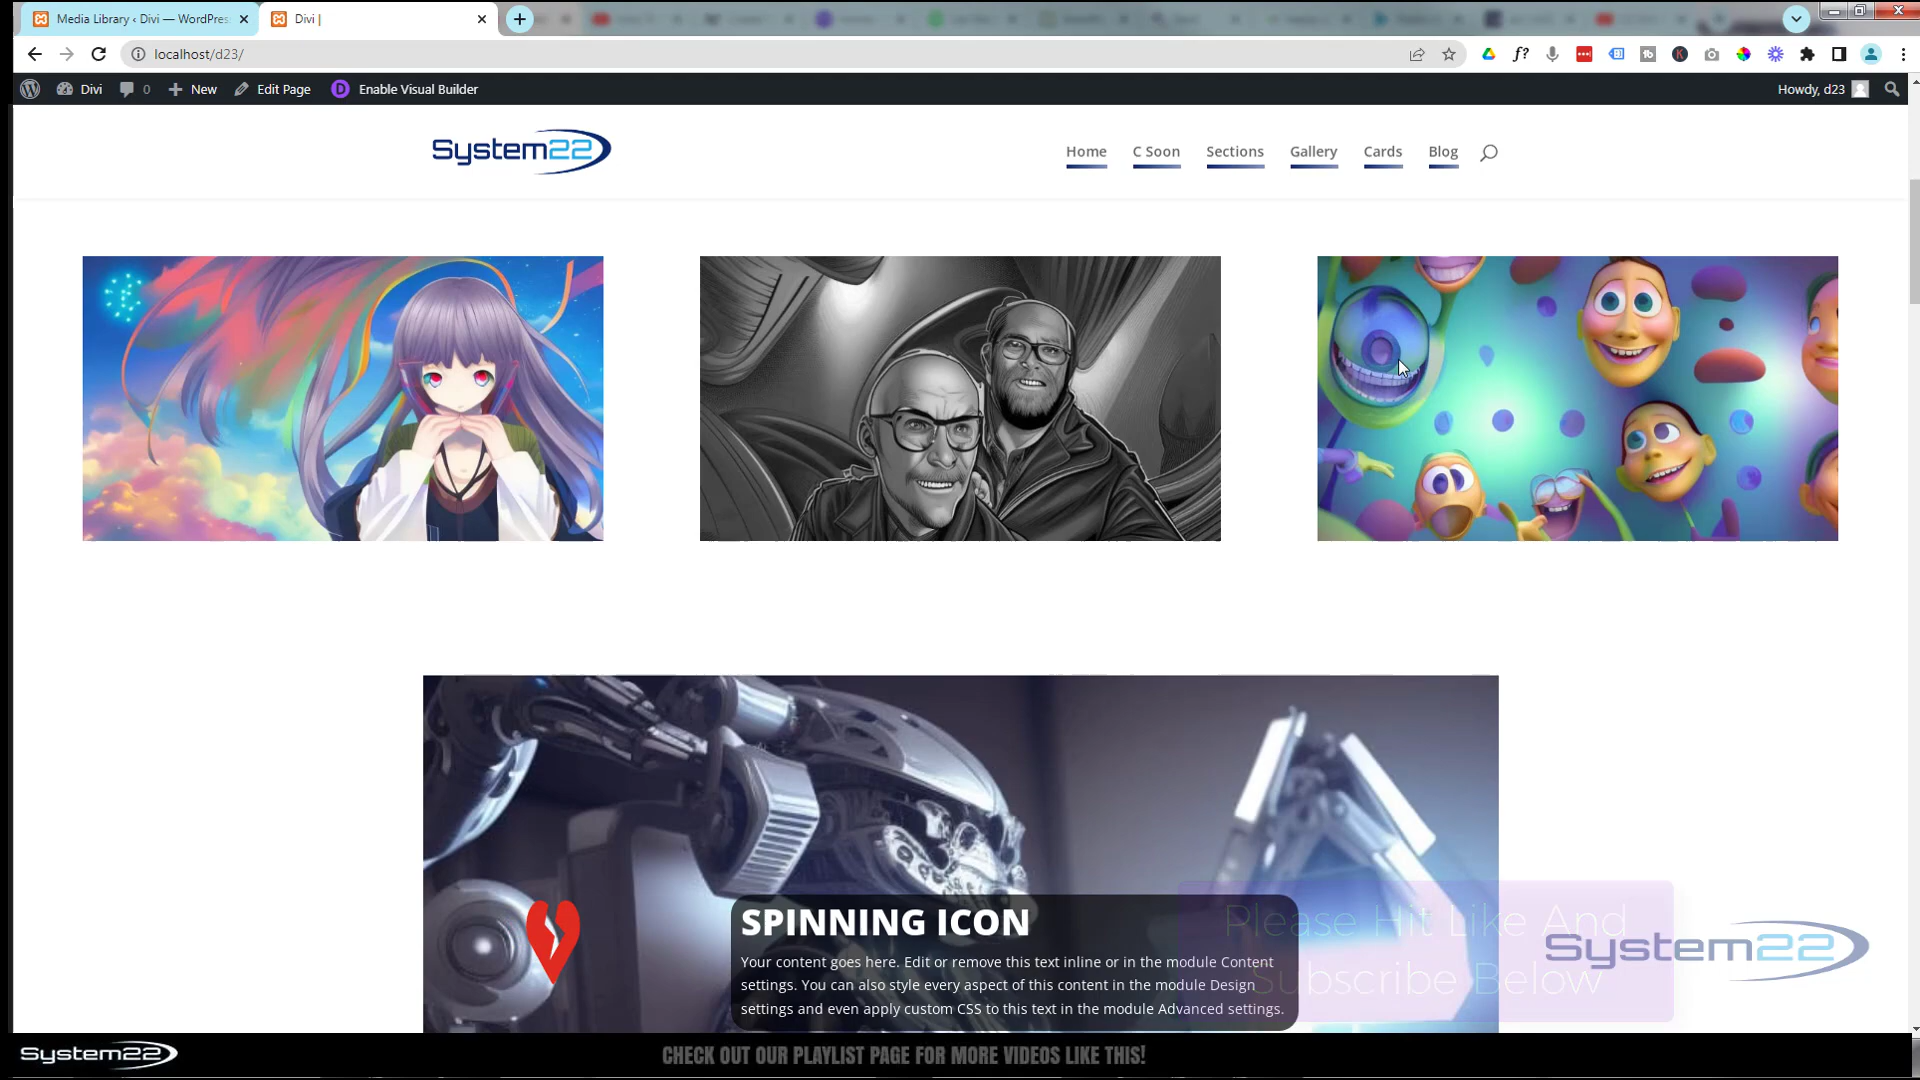 Media Library ‹ Divi — WordPress
Divi |
localhost/d23/
Divi
0
New
Edit Page
Enable Visual Builder
Howdy, d23
System22
Home
C Soon
Sections
Gallery
Cards
Blog
SPINNING ICON
Your content goes here. Edit or remove this text inline or in the module Content
settings. You can also style every aspect of this content in the module Design
settings and even apply custom CSS to this text in the module Advanced settings.
Please Hit Like And
Subscribe Below
System22
System22
CHECK OUT OUR PLAYLIST PAGE FOR MORE VIDEOS LIKE THIS!